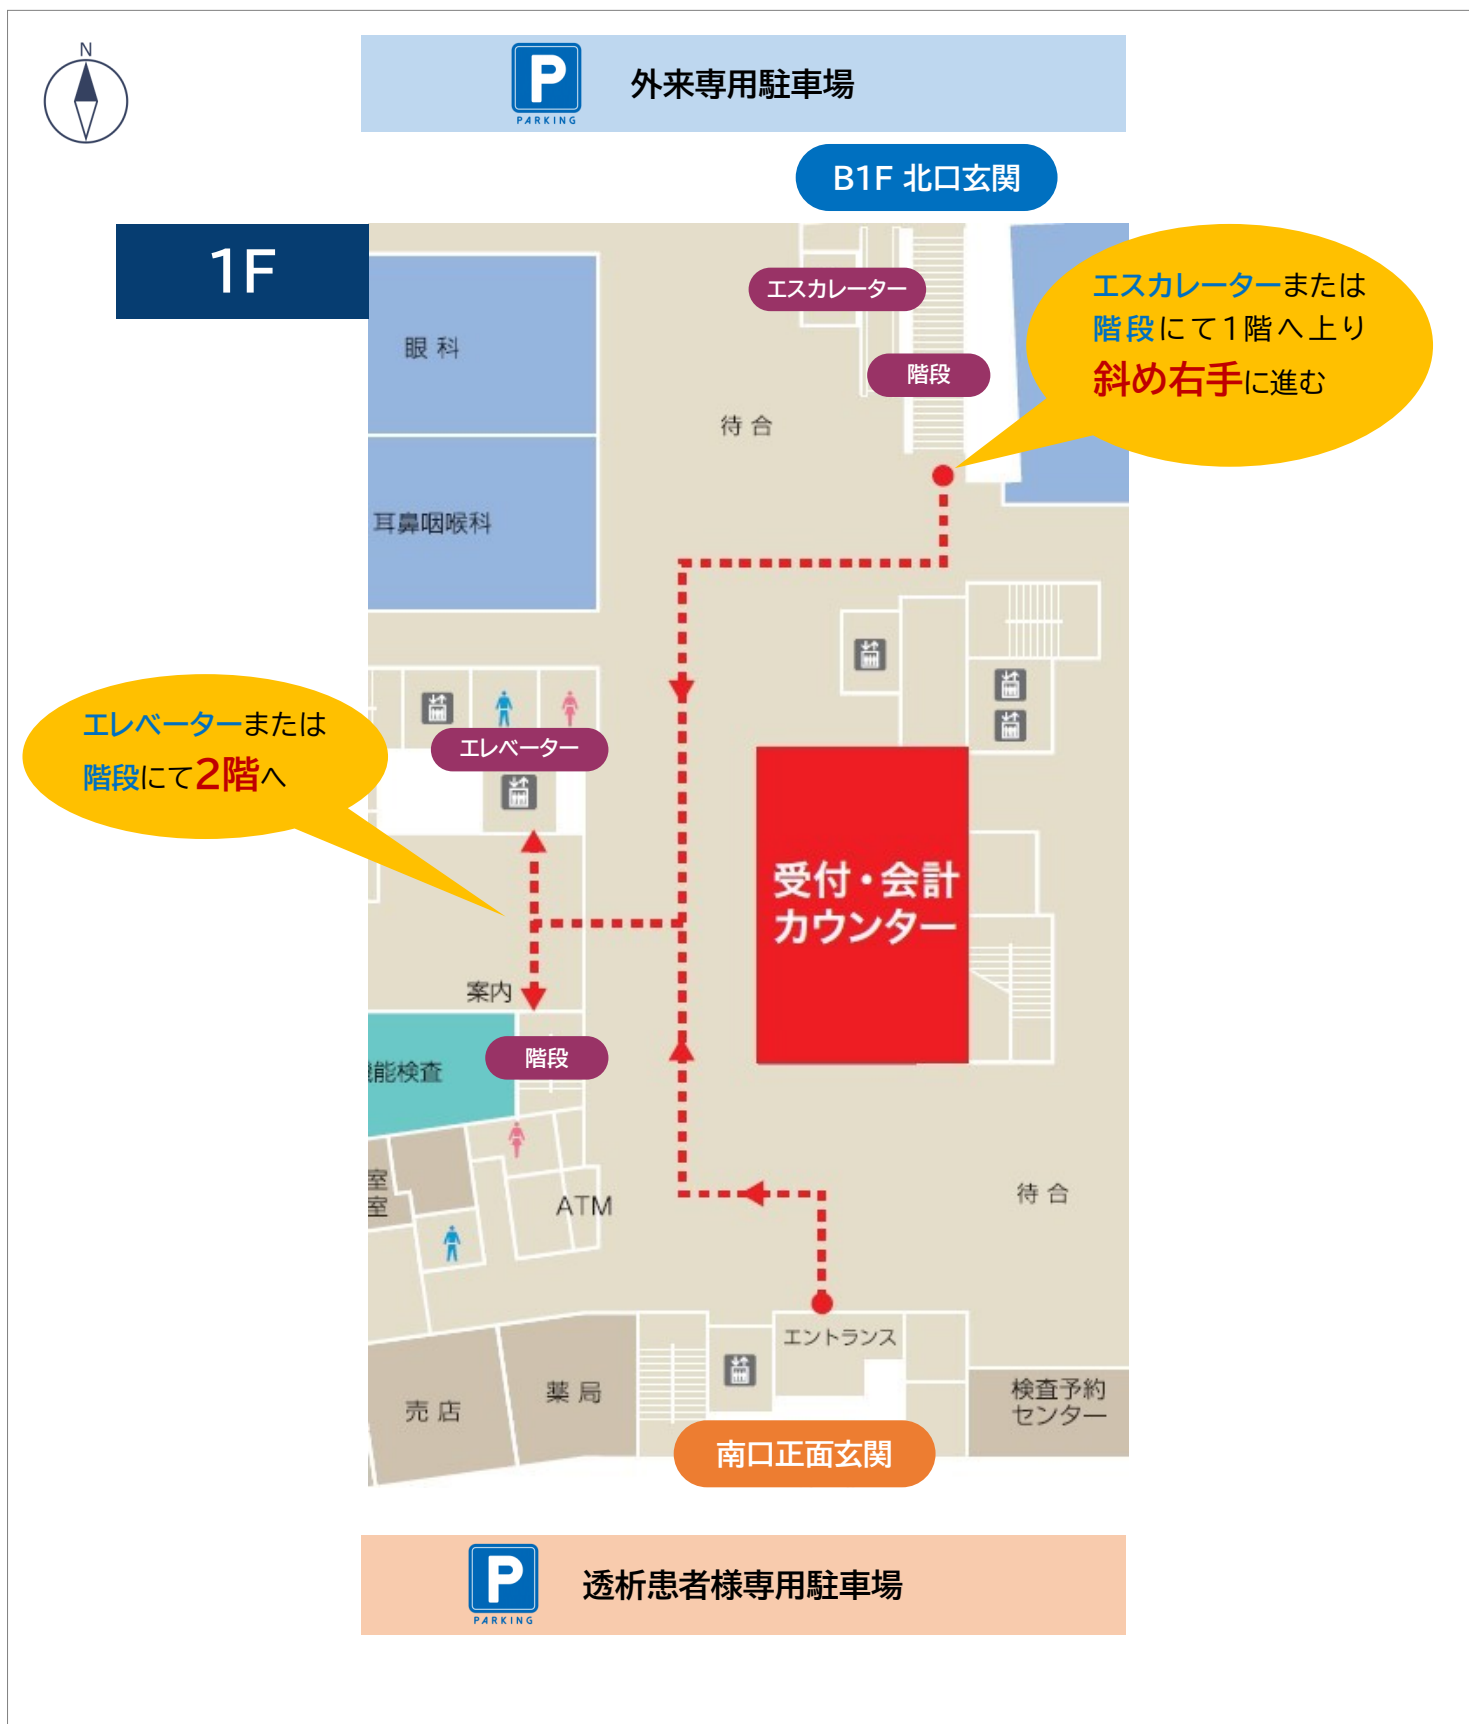 N
P
PARKING
外来専用駐車場
B1F 北口玄関
1F
エスカレーター
エスカレーターまたは
階段にて1階へ上り
斜め右手に進む
眼 科
階段
待 合
耳鼻咽喉科
エレベーターまたは
階段にて2階へ
エレベーター
受付・会計
カウンター
案内
階段
能検査
室
室
ATM
待 合
エントランス
検査予約
センター
薬 局
売 店
南口正面玄関
P
PARKING
透析患者様専用駐車場